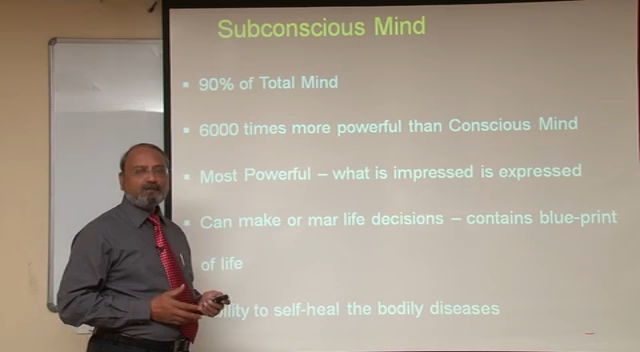 Subconscious Mind
▪ 90% of Total Mind
▪ 6000 times more powerful than Conscious Mind
▪ Most Powerful – what is impressed is expressed
▪ Can make or mar life decisions – contains blue-print
of life
to self-heal the bodily diseases